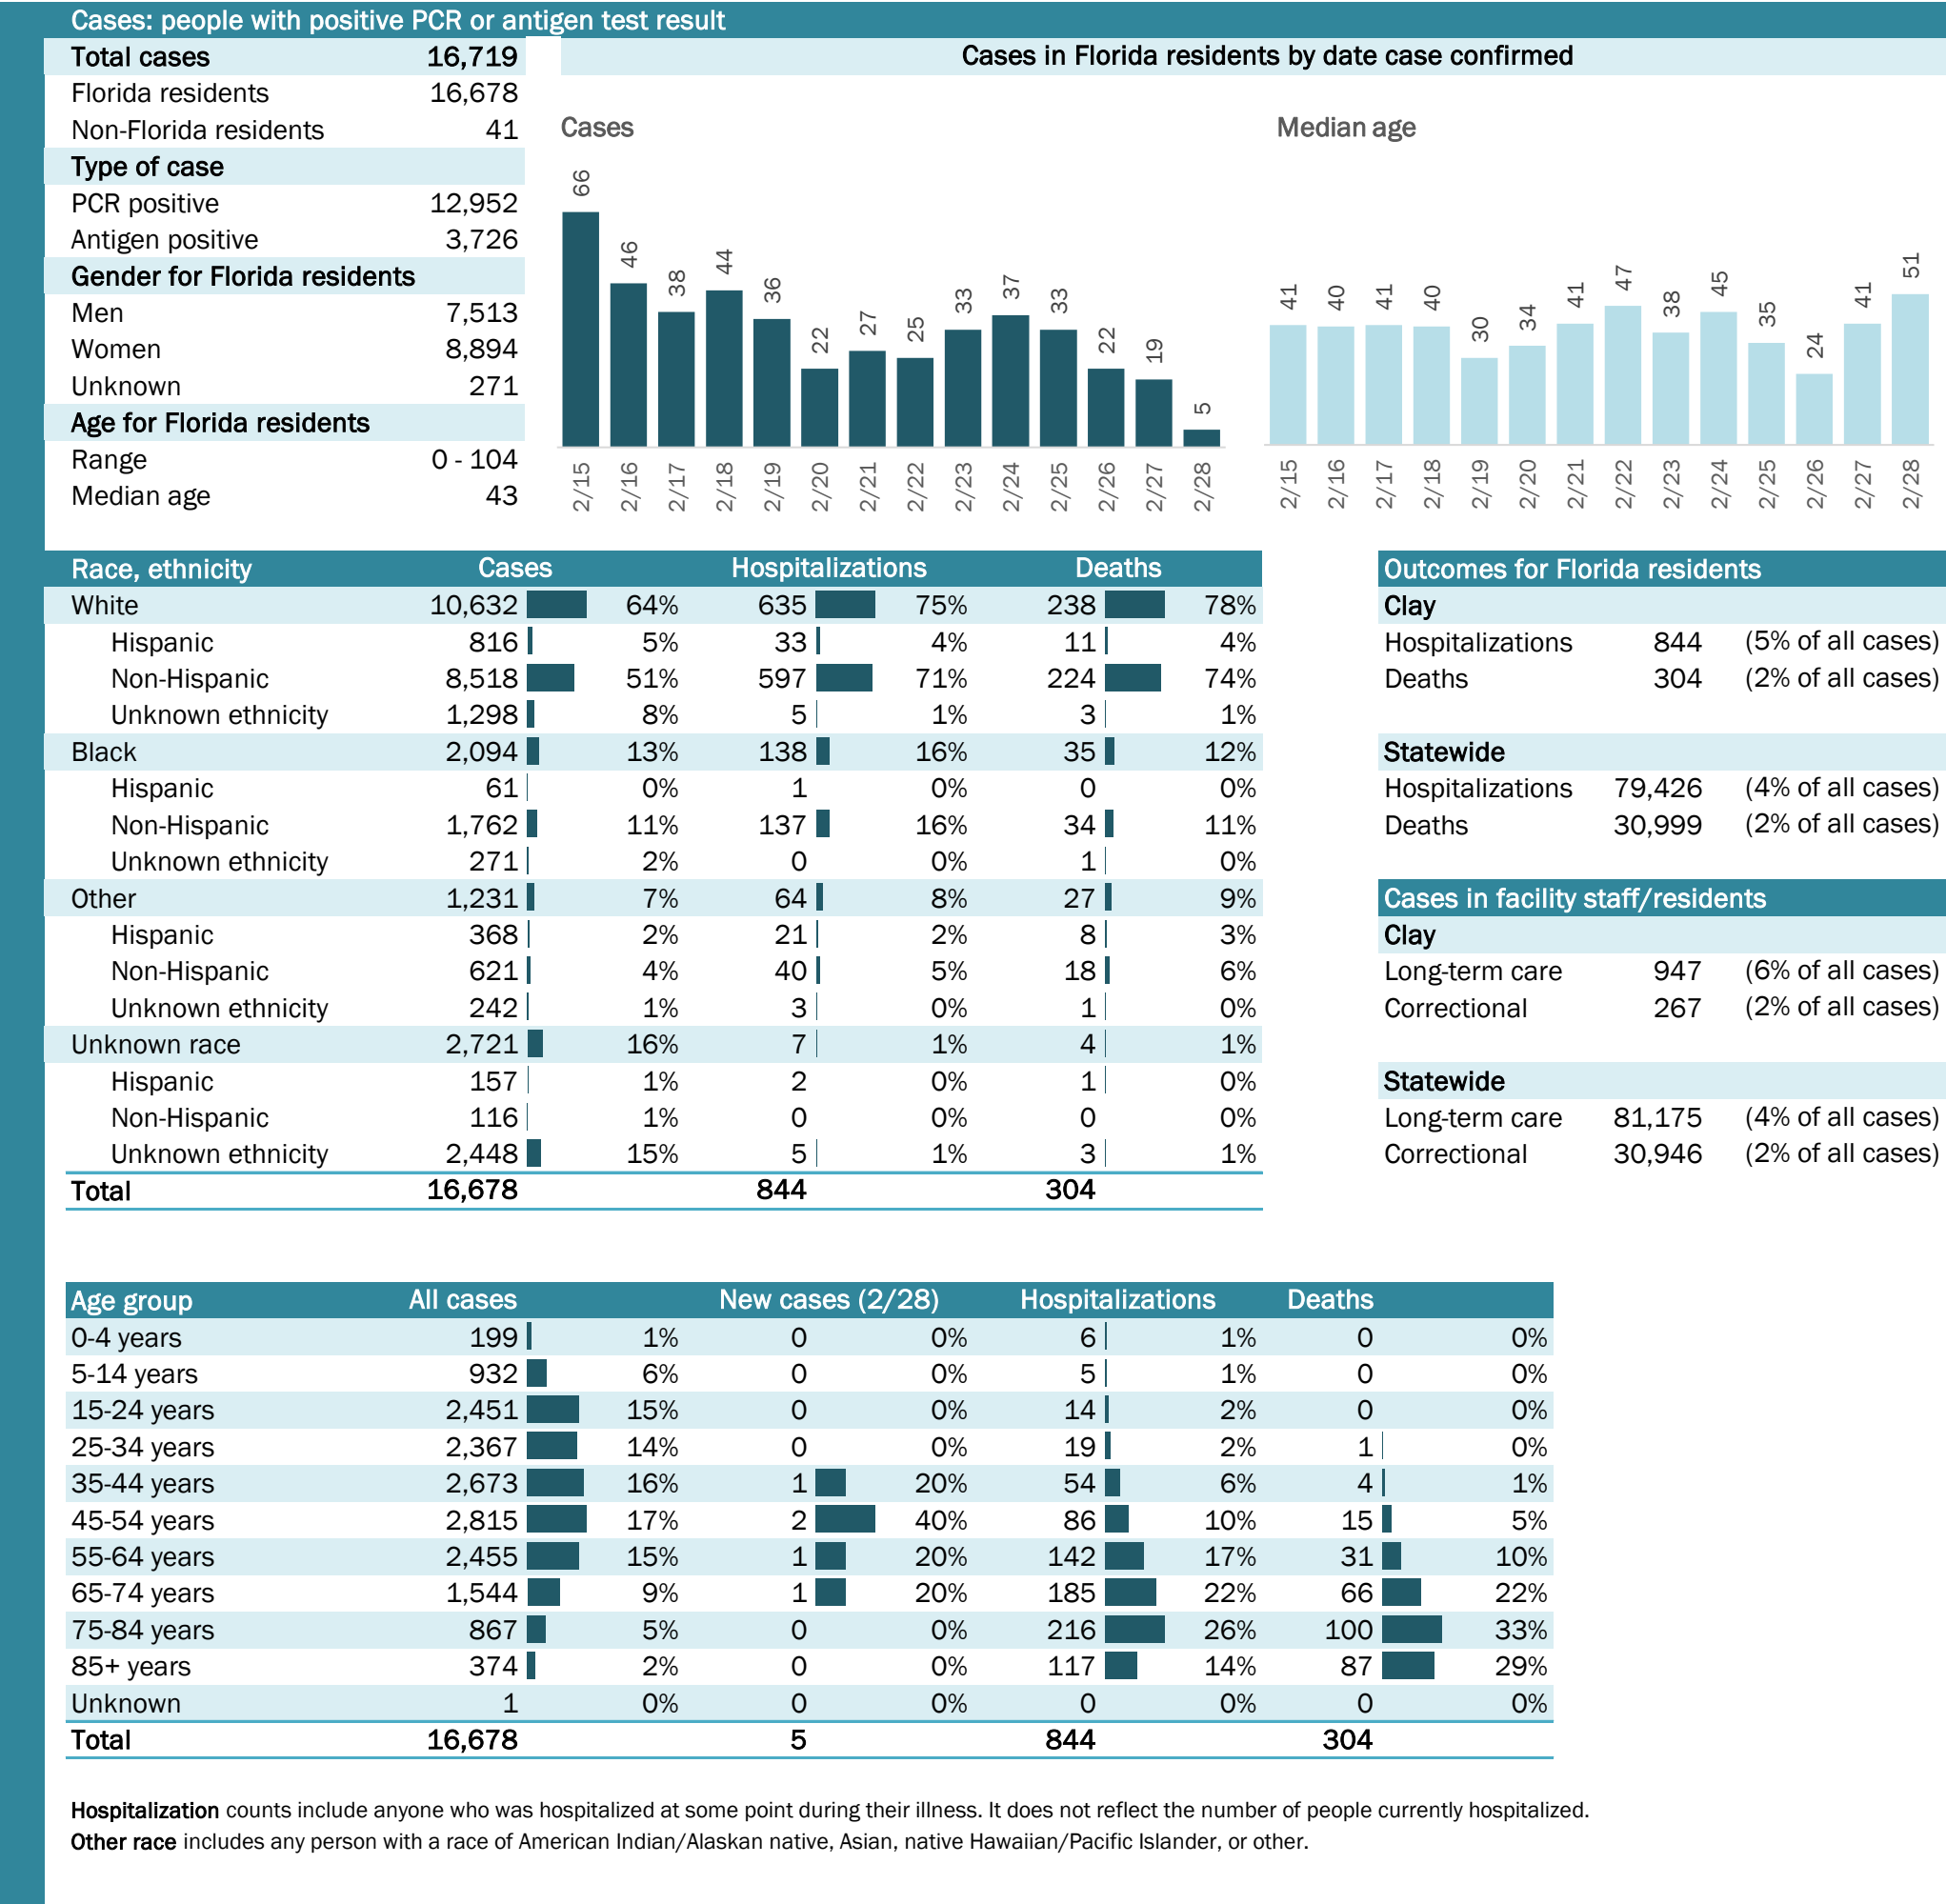 Cases: people with positive PCR or antigen test result
Total cases 16,719
Florida residents 16,678
Non-Florida residents 41
Type of case
PCR positive 12,952
Antigen positive 3,726
Gender for Florida residents
Men 7,513
Women 8,894
Unknown 271
Age for Florida residents
Range 0 - 104
Median age 43
Cases in Florida residents by date case confirmed
Cases
66 46 38 44 36 22 27 25 33 37 33 22 19 5
2/15 2/16 2/17 2/18 2/19 2/20 2/21 2/22 2/23 2/24 2/25 2/26 2/27 2/28
Median age
41 40 41 40 30 34 41 47 38 45 35 24 41 51
2/15 2/16 2/17 2/18 2/19 2/20 2/21 2/22 2/23 2/24 2/25 2/26 2/27 2/28
Race, ethnicity Cases Hospitalizations Deaths
White 10,632 64% 635 75% 238 78%
Hispanic 816 5% 33 4% 11 4%
Non-Hispanic 8,518 51% 597 71% 224 74%
Unknown ethnicity 1,298 8% 5 1% 3 1%
Black 2,094 13% 138 16% 35 12%
Hispanic 61 0% 1 0% 0 0%
Non-Hispanic 1,762 11% 137 16% 34 11%
Unknown ethnicity 271 2% 0 0% 1 0%
Other 1,231 7% 64 8% 27 9%
Hispanic 368 2% 21 2% 8 3%
Non-Hispanic 621 4% 40 5% 18 6%
Unknown ethnicity 242 1% 3 0% 1 0%
Unknown race 2,721 16% 7 1% 4 1%
Hispanic 157 1% 2 0% 1 0%
Non-Hispanic 116 1% 0 0% 0 0%
Unknown ethnicity 2,448 15% 5 1% 3 1%
Total 16,678 844 304
Outcomes for Florida residents
Clay
Hospitalizations 844 (5% of all cases)
Deaths 304 (2% of all cases)
Statewide
Hospitalizations 79,426 (4% of all cases)
Deaths 30,999 (2% of all cases)
Cases in facility staff/residents
Clay
Long-term care 947 (6% of all cases)
Correctional 267 (2% of all cases)
Statewide
Long-term care 81,175 (4% of all cases)
Correctional 30,946 (2% of all cases)
Age group All cases New cases (2/28) Hospitalizations Deaths
0-4 years 199 1% 0 0% 6 1% 0 0%
5-14 years 932 6% 0 0% 5 1% 0 0%
15-24 years 2,451 15% 0 0% 14 2% 0 0%
25-34 years 2,367 14% 0 0% 19 2% 1 0%
35-44 years 2,673 16% 1 20% 54 6% 4 1%
45-54 years 2,815 17% 2 40% 86 10% 15 5%
55-64 years 2,455 15% 1 20% 142 17% 31 10%
65-74 years 1,544 9% 1 20% 185 22% 66 22%
75-84 years 867 5% 0 0% 216 26% 100 33%
85+ years 374 2% 0 0% 117 14% 87 29%
Unknown 1 0% 0 0% 0 0% 0 0%
Total 16,678 5 844 304
Hospitalization counts include anyone who was hospitalized at some point during their illness. It does not reflect the number of people currently hospitalized.
Other race includes any person with a race of American Indian/Alaskan native, Asian, native Hawaiian/Pacific Islander, or other.